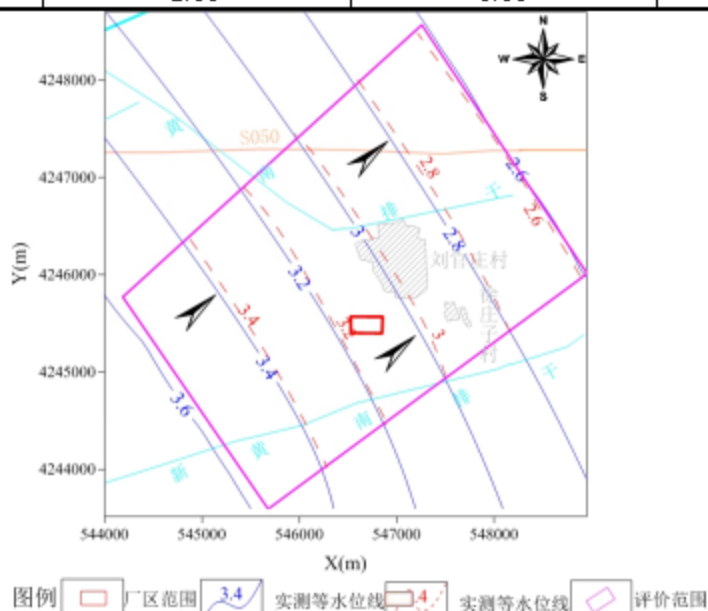 N
W E
S
4248000
S050
黄
南
排
干
2.8
2.6
2.6
4247000
3
2.8
刘官庄村
4246000
3.2
3.4
3.2
3
徐庄子村
4245000
3.4
3.6
新
黄
南
排
干
4244000
Y(m)
544000 545000 546000 547000 548000
X(m)
图例 厂区范围 3.4 实测等水位线 3.4 实测等水位线 评价范围